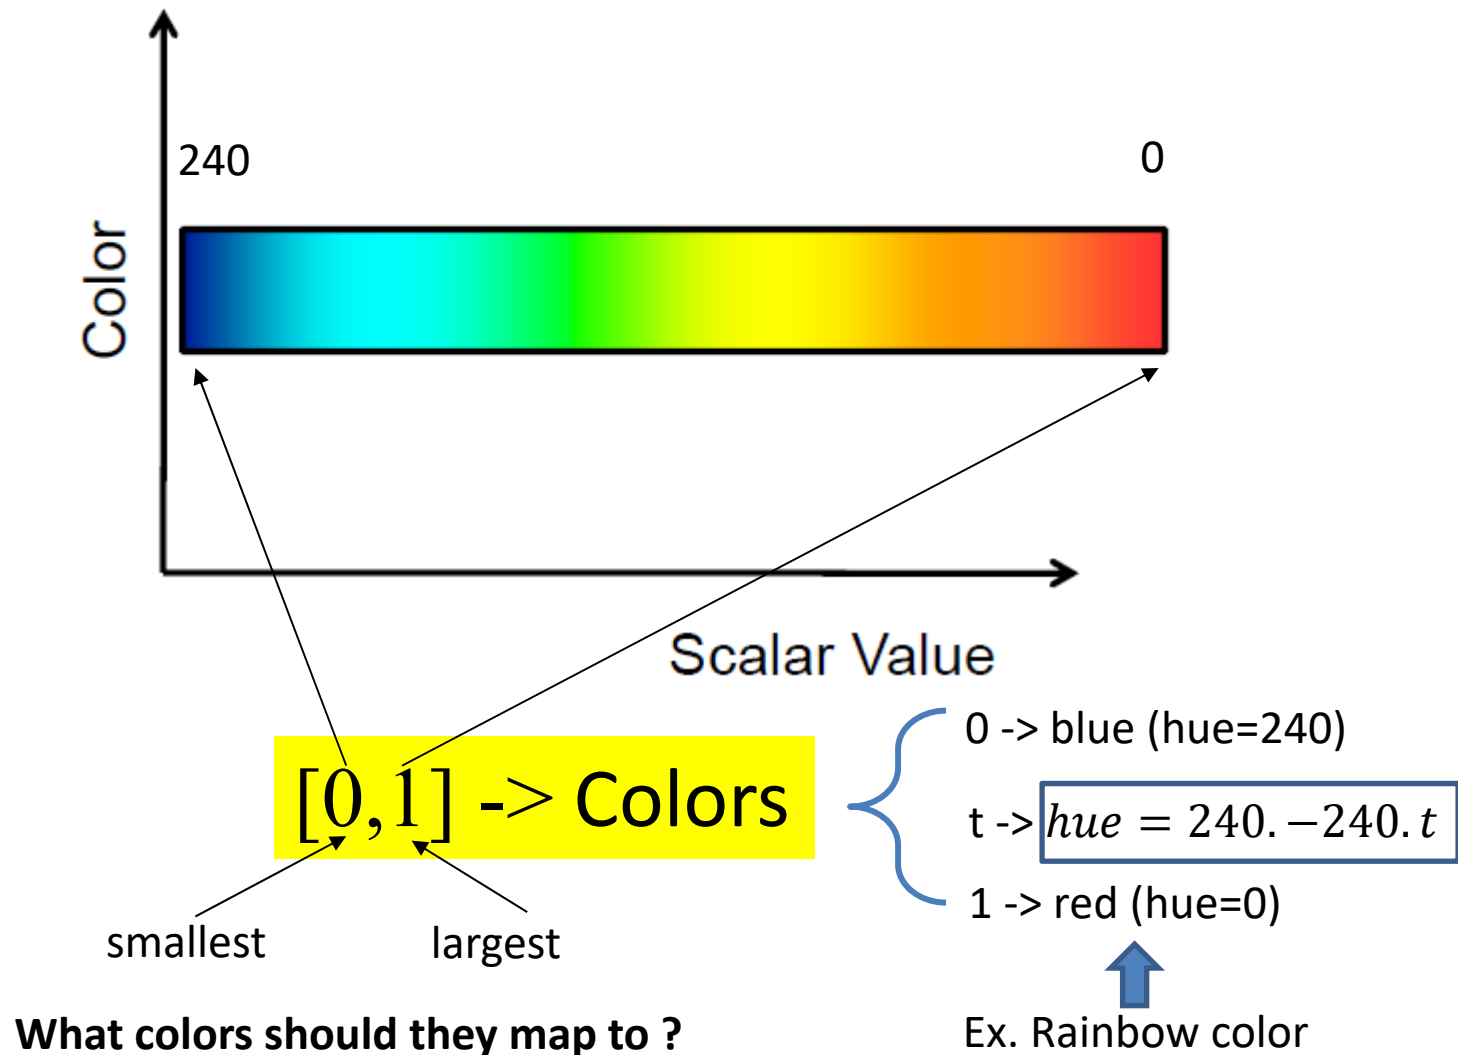 240
0
Color
Scalar Value
[0,1] -> Colors
0 -> blue (hue=240)
t -> hue = 240. −240. t
1 -> red (hue=0)
smallest
largest
What colors should they map to ?
Ex. Rainbow color